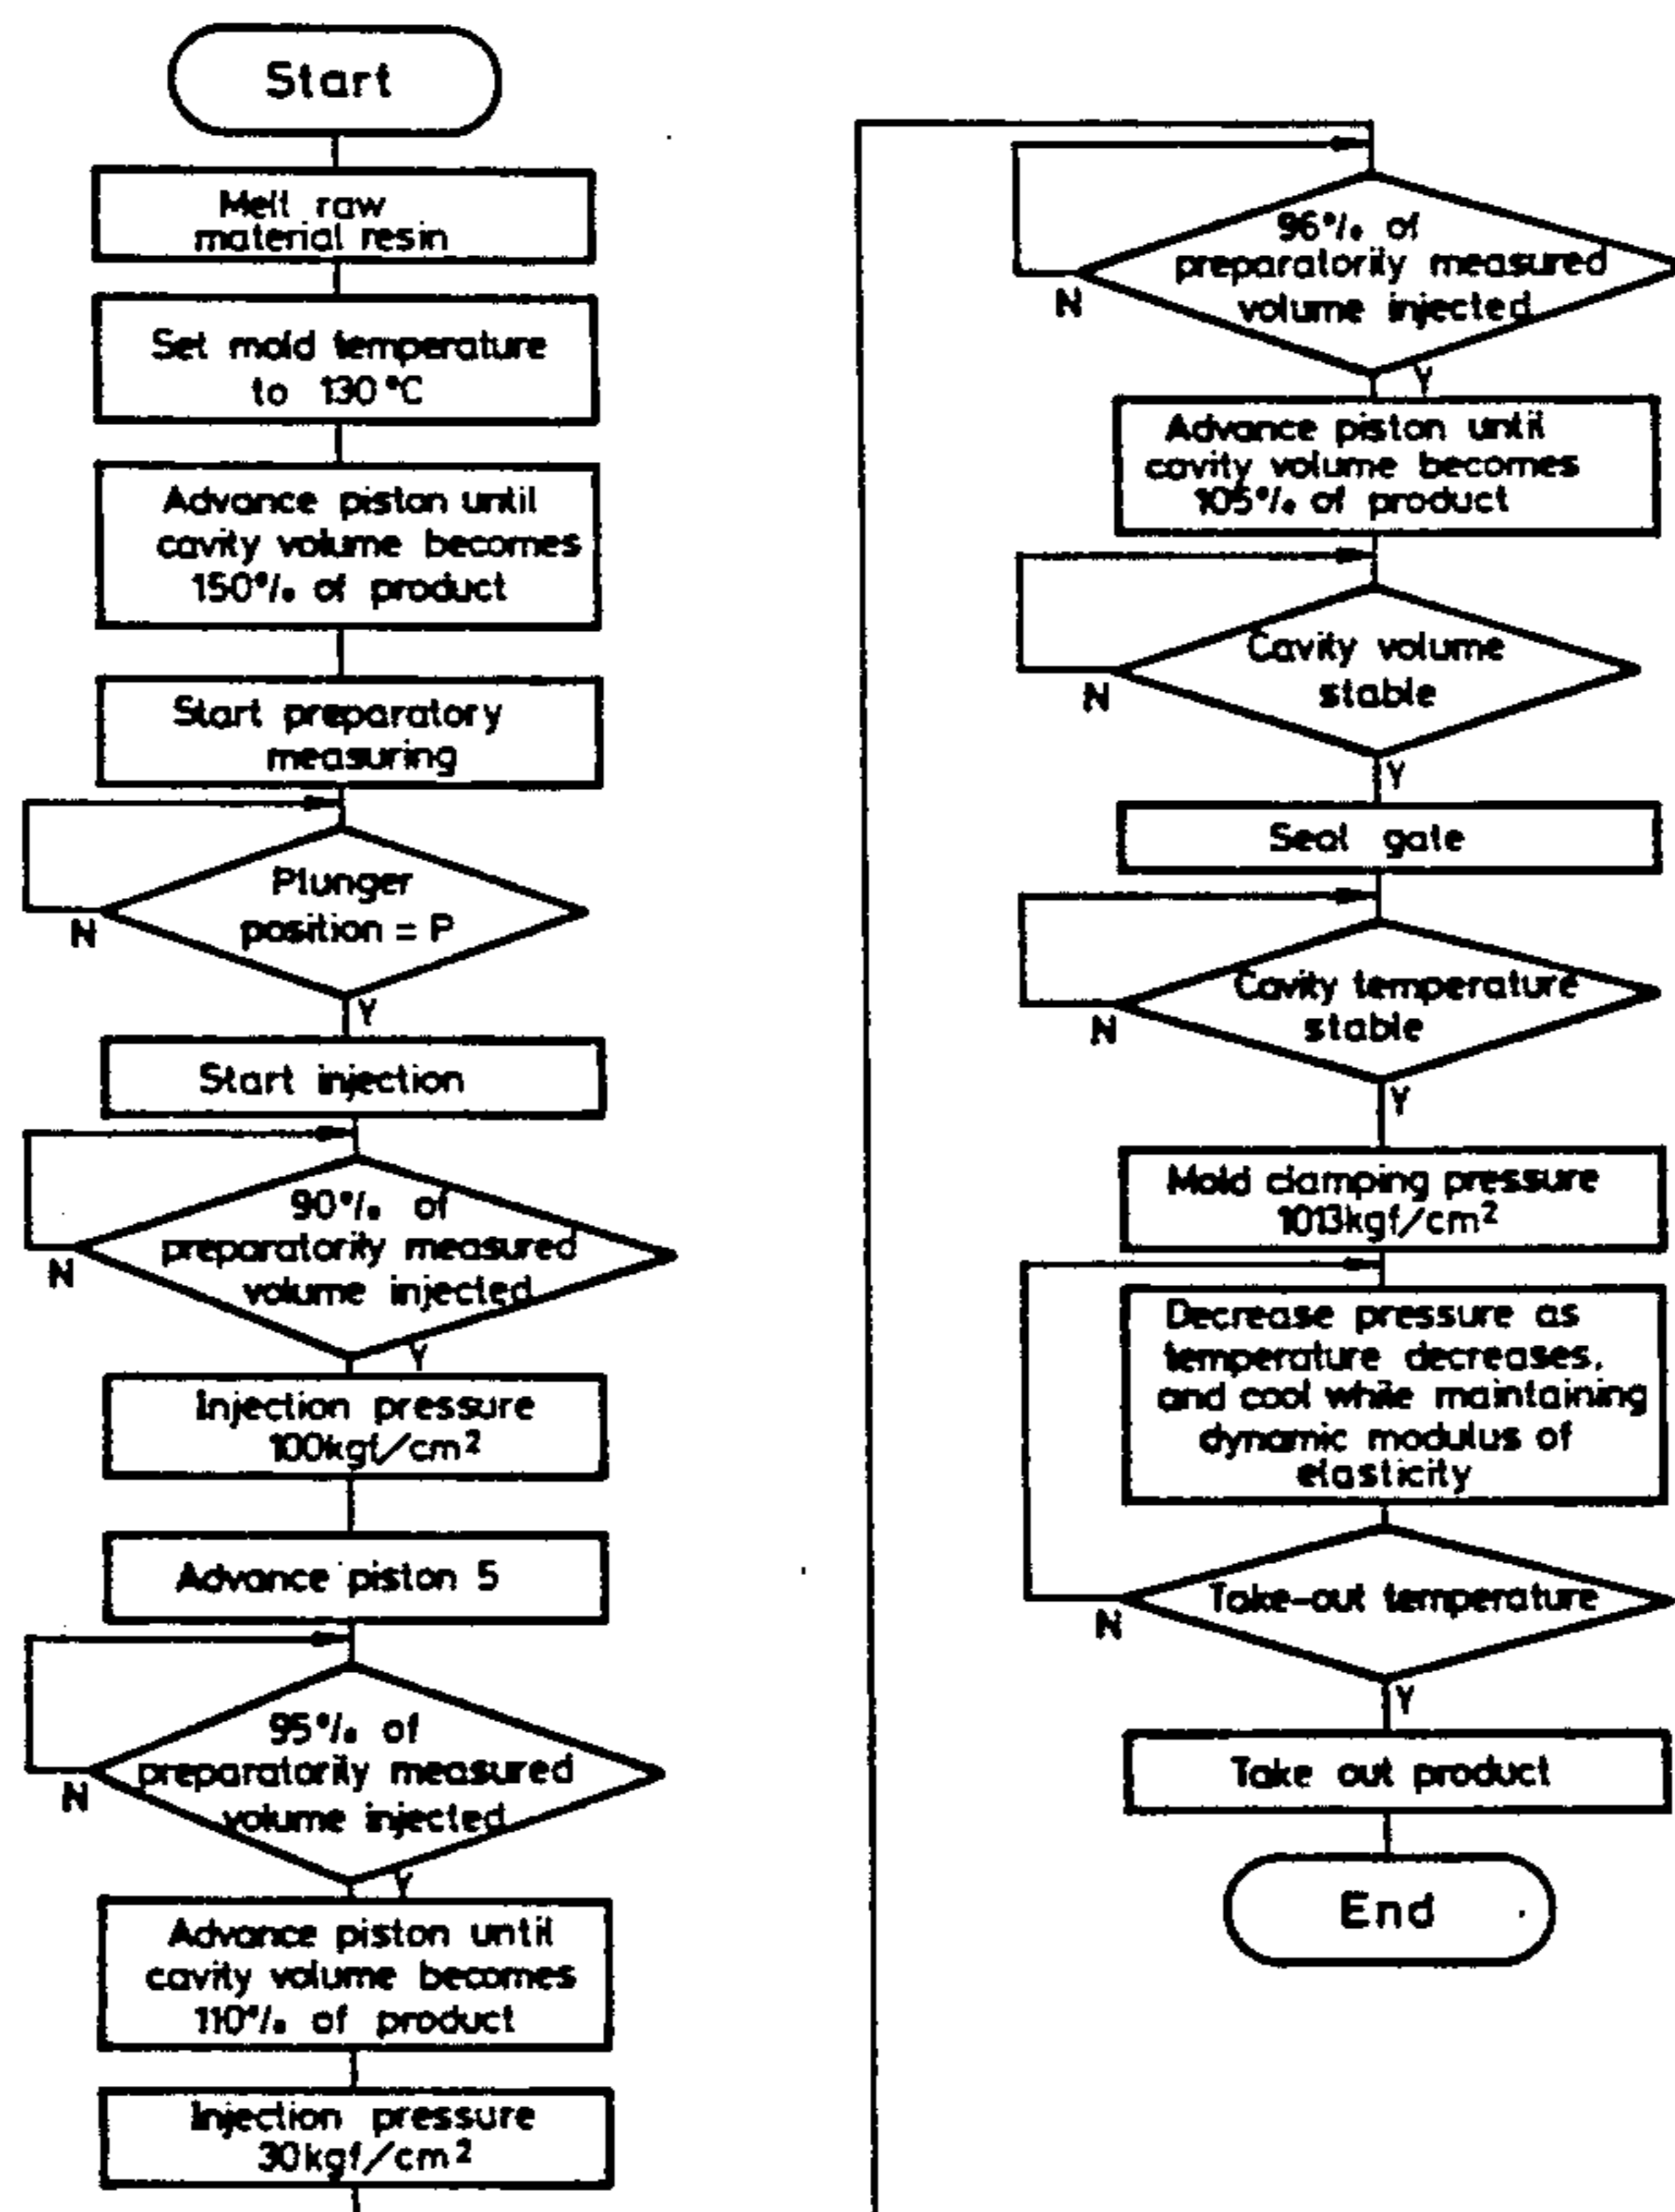 Start
Melt raw
material resin
Set mold temperature
to 130°C
Advance piston until
cavity volume becomes
150% of product
Start preparatory
measuring
Plunger
position = P
N
Y
Start injection
90% of
preparatorily measured
volume injected
N
Y
Injection pressure
100kgf/cm²
Advance piston 5
95% of
preparatorily measured
volume injected
N
Y
Advance piston until
cavity volume becomes
110% of product
Injection pressure
30kgf/cm²
96% of
preparatorily measured
volume injected
N
Y
Advance piston until
cavity volume becomes
105% of product
Cavity volume
stable
N
Y
Seal gate
Cavity temperature
stable
N
Y
Mold clamping pressure
1013kgf/cm²
Decrease pressure as
temperature decreases,
and cool while maintaining
dynamic modulus of
elasticity
Take-out temperature
N
Y
Take out product
End